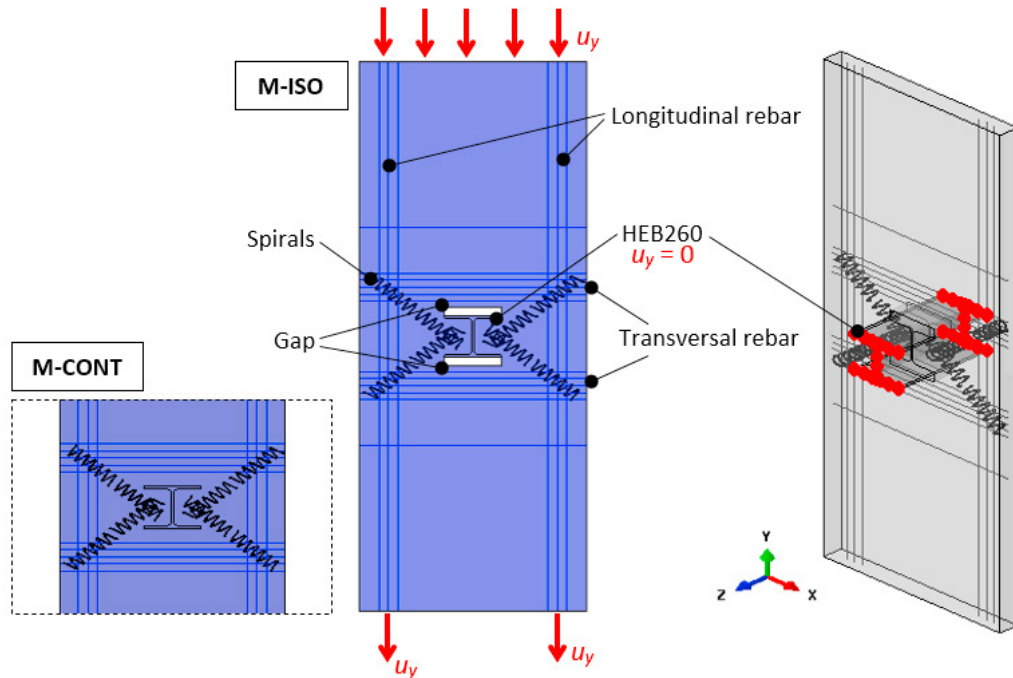 u_y
M-ISO
Longitudinal rebar
Spirals
HEB260
u_y = 0
Gap
Transversal rebar
M-CONT
Y
Z
X
u_y
u_y